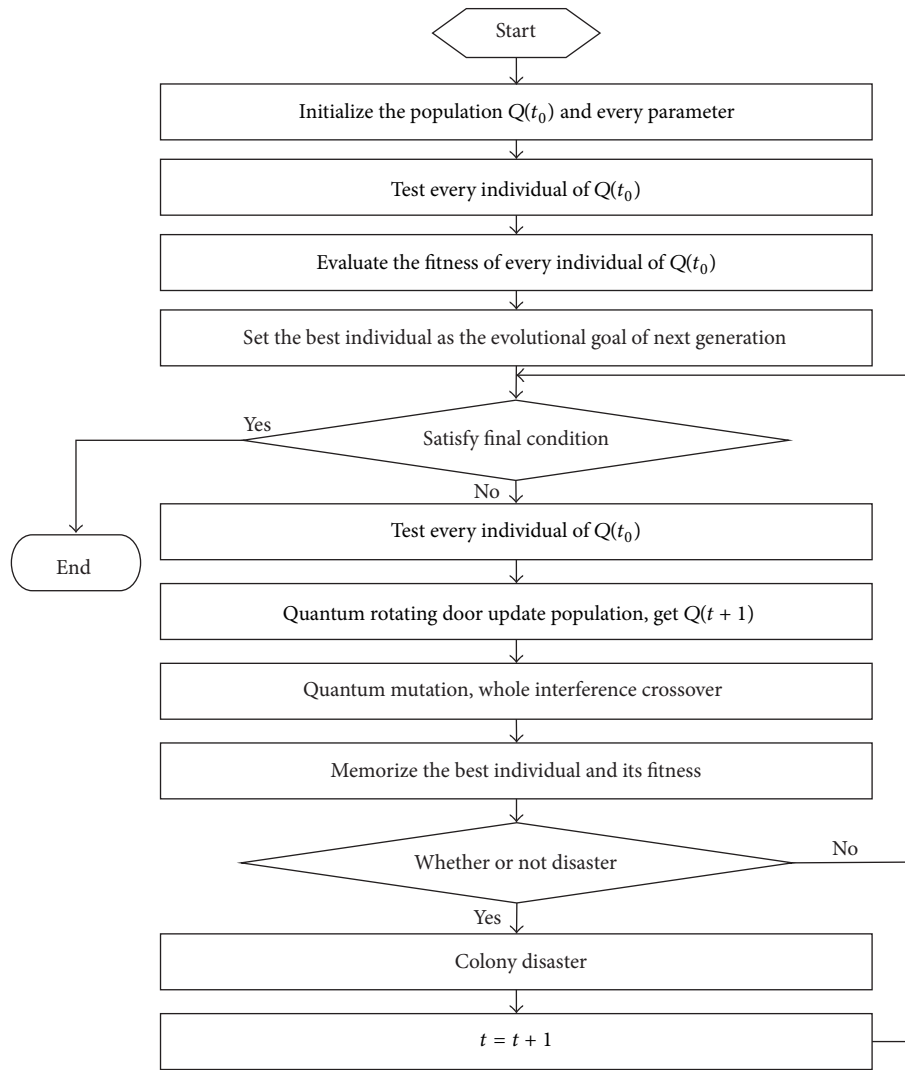 Start
Initialize the population Q(t₀) and every parameter
Test every individual of Q(t₀)
Evaluate the fitness of every individual of Q(t₀)
Set the best individual as the evolutional goal of next generation
Yes
Satisfy final condition
No
Test every individual of Q(t₀)
End
Quantum rotating door update population, get Q(t + 1)
Quantum mutation, whole interference crossover
Memorize the best individual and its fitness
Whether or not disaster
No
Yes
Colony disaster
t = t + 1